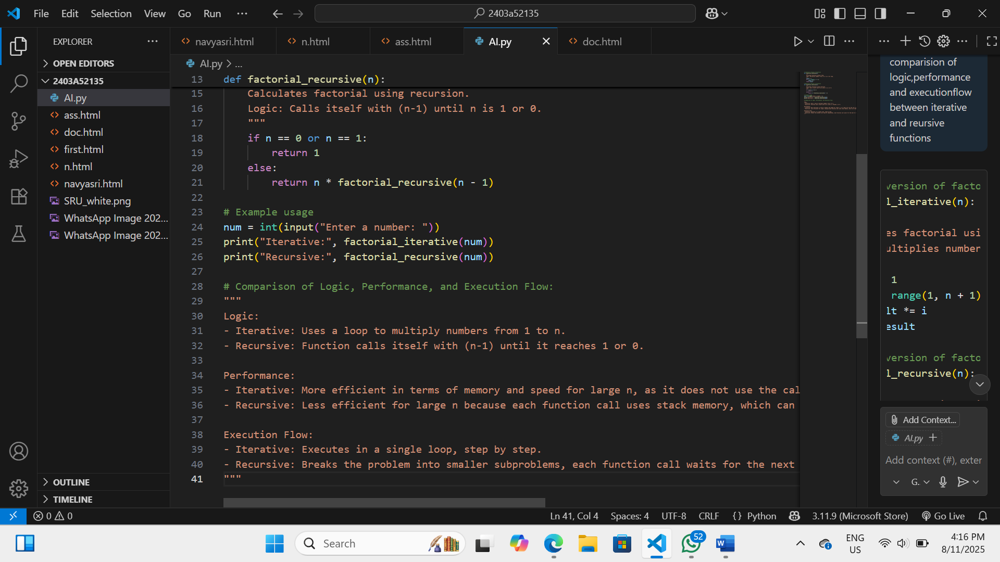 File Edit Selection View Go Run ...
2403a52135
EXPLORER
OPEN EDITORS
2403A52135
AI.py
ass.html
doc.html
first.html
n.html
navyasri.html
SRU_white.png
WhatsApp Image 202...
WhatsApp Image 202...
OUTLINE
TIMELINE
navyasri.html n.html ass.html AI.py doc.html
AI.py > ...
13 def factorial_recursive(n):
15 Calculates factorial using recursion.
16 Logic: Calls itself with (n-1) until n is 1 or 0.
17 """
18 if n == 0 or n == 1:
19 return 1
20 else:
21 return n * factorial_recursive(n - 1)
22
23 # Example usage
24 num = int(input("Enter a number: "))
25 print("Iterative:", factorial_iterative(num))
26 print("Recursive:", factorial_recursive(num))
27
28 # Comparison of Logic, Performance, and Execution Flow:
29 """
30 Logic:
31 - Iterative: Uses a loop to multiply numbers from 1 to n.
32 - Recursive: Function calls itself with (n-1) until it reaches 1 or 0.
33
34 Performance:
35 - Iterative: More efficient in terms of memory and speed for large n, as it does not use the cal
36 - Recursive: Less efficient for large n because each function call uses stack memory, which can
37
38 Execution Flow:
39 - Iterative: Executes in a single loop, step by step.
40 - Recursive: Breaks the problem into smaller subproblems, each function call waits for the next
41 """
comparision of
logic,performance
and executionflow
between iterative
and reursive
functions
version of facto
l_iterative(n):
es factorial usi
ultiplies number
1
range(1, n + 1)
lt *= i
esult
version of facto
l_recursive(n):
Add Context...
AI.py +
Add context (#), exter
G.
0 0
Ln 41, Col 4 Spaces: 4 UTF-8 CRLF {} Python 3.11.9 (Microsoft Store) Go Live
Search
52
ENG
US
4:16 PM
8/11/2025